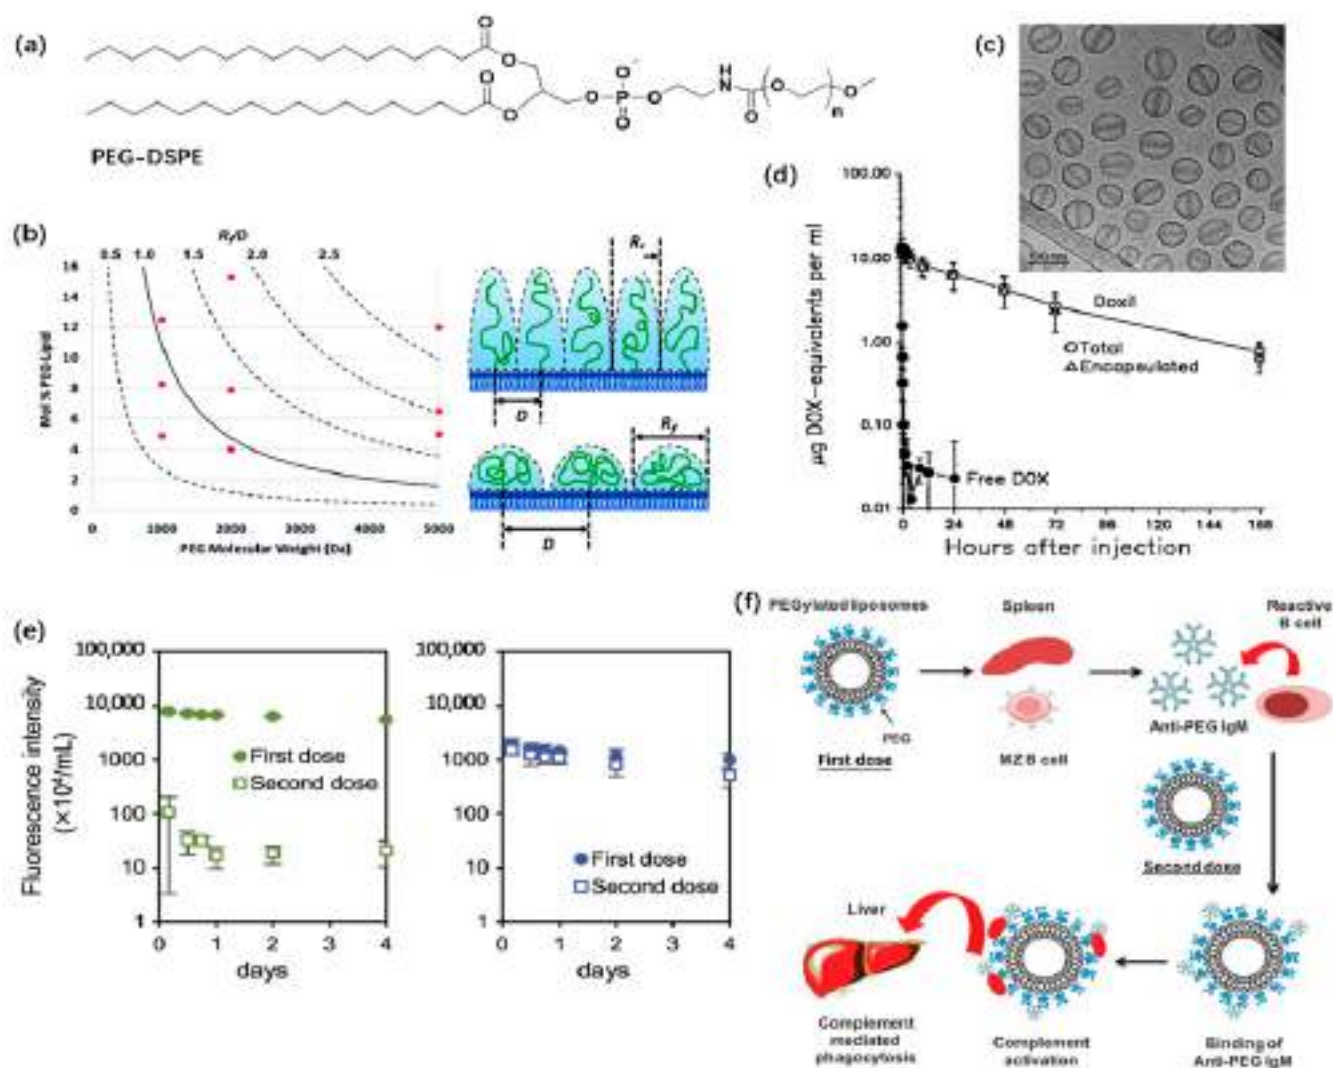 (a)
O
O
O
O
O
P
O
O
O
N
H
O
O
n
O
PEG-DSPE
(b)
Rf/D
0.5
1.0
1.5
2.0
2.5
16
14
12
10
8
6
4
2
0
Mol % PEG-Lipid
0
1000
2000
3000
4000
5000
PEG Molecular Weight (Da)
D
Rf
D
(c)
100 nm
(d)
100.00
10.00
1.00
0.10
0.01
µg DOX-equivalents per ml
Doxil
Total
Encapsulated
Free DOX
0
24
48
72
96
120
144
168
Hours after injection
(e)
Fluorescence intensity
(×10⁴/mL)
100,000
10,000
1000
100
10
1
First dose
Second dose
0
1
2
3
4
days
100,000
10,000
1000
100
10
1
First dose
Second dose
0
1
2
3
4
days
(f)
PEGylated liposomes
Spleen
Reactive
B cell
PEG
First dose
MZ B cell
Anti-PEG IgM
Second dose
Liver
Complement
mediated
phagocytosis
Complement
activation
Binding of
Anti-PEG IgM